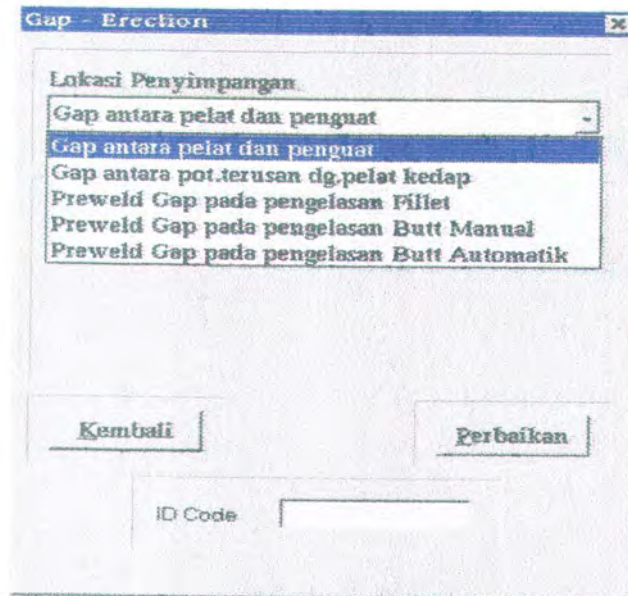 Gap - Erection
Lokasi Penyimpangan
Gap antara pelat dan penguat
Gap antara pelat dan penguat
Gap antara pot.terusan dg.pelat kedap
Preweld Gap pada pengelasan Fillet
Preweld Gap pada pengelasan Butt Manual
Preweld Gap pada pengelasan Butt Automatik
Kembali
Perbaikan
ID Code